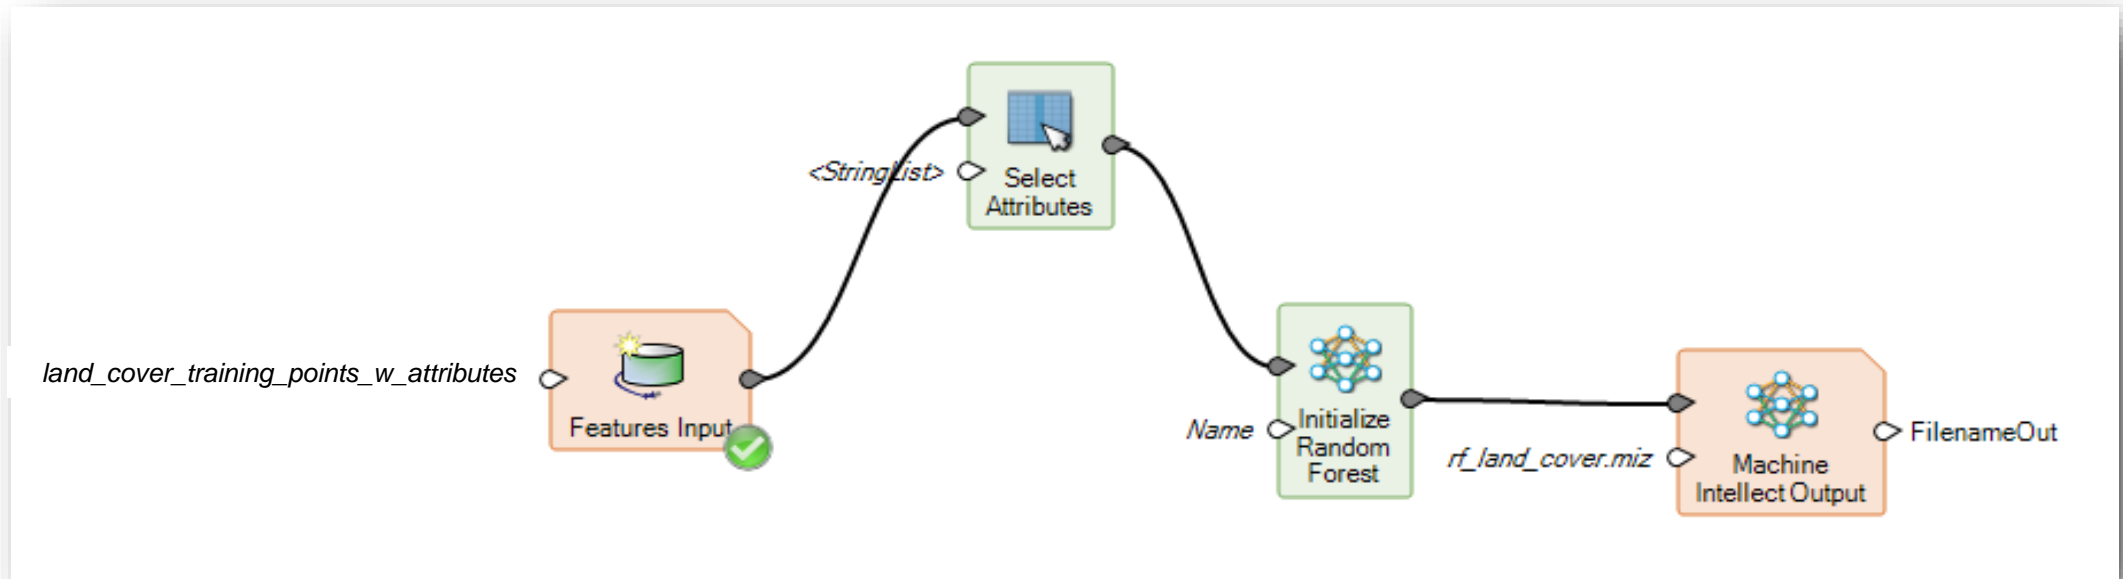 land_cover_training_points_w_attributes
Features Input
<StringList>
Select
Attributes
Name
Initialize
Random
Forest
rf_land_cover.miz
Machine
Intellect Output
FilenameOut